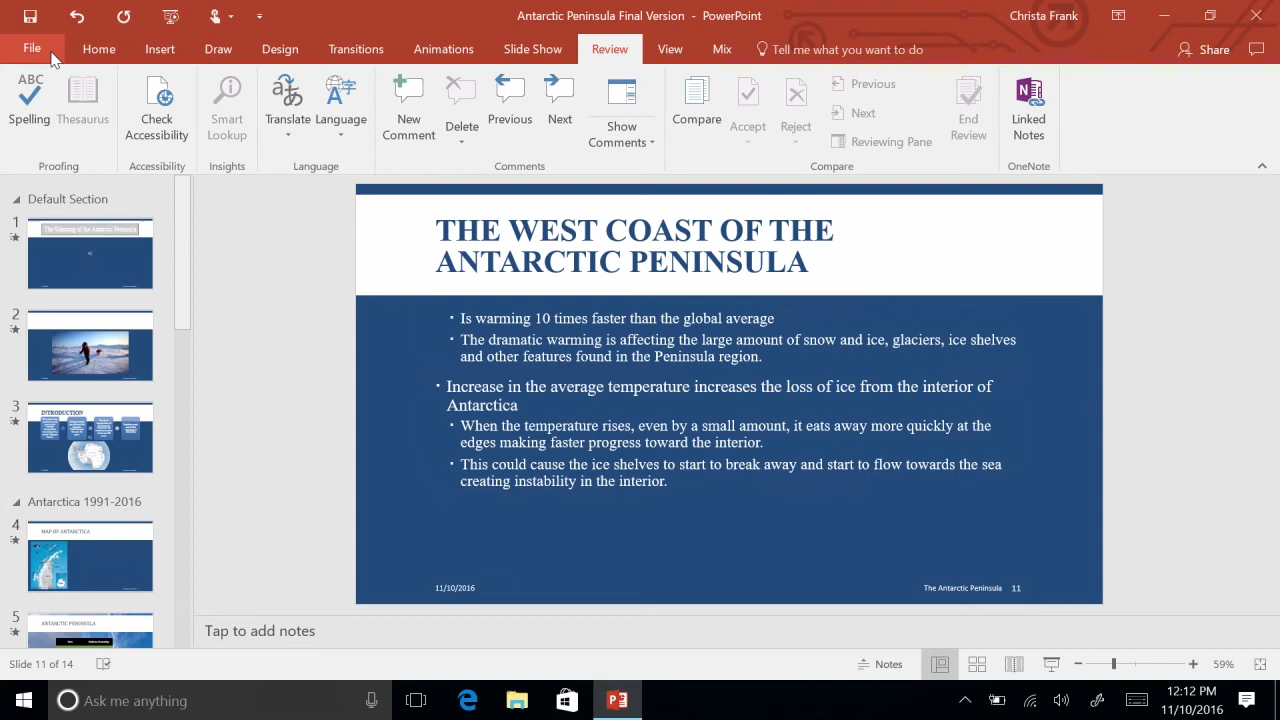 Antarctic Peninsula Final Version - PowerPoint
Christa Frank
File
Home
Insert
Draw
Design
Transitions
Animations
Slide Show
Review
View
Mix
Tell me what you want to do
Share
ABC
Spelling
Thesaurus
Proofing
Check
Accessibility
Accessibility
Smart
Lookup
Insights
Translate
Language
Language
New
Comment
Delete
Previous
Next
Show
Comments
Comments
Compare
Accept
Reject
Previous
Next
Reviewing Pane
End
Review
Compare
Linked
Notes
OneNote
Default Section
1
The Warming of the Antarctic Peninsula
2
3
INTRODUCTION
Antarctica 1991-2016
4
MAP OF ANTARCTICA
5
ANTARCTIC PENINSULA
THE WEST COAST OF THE
ANTARCTIC PENINSULA
· Is warming 10 times faster than the global average
· The dramatic warming is affecting the large amount of snow and ice, glaciers, ice shelves
and other features found in the Peninsula region.
· Increase in the average temperature increases the loss of ice from the interior of
Antarctica
· When the temperature rises, even by a small amount, it eats away more quickly at the
edges making faster progress toward the interior.
· This could cause the ice shelves to start to break away and start to flow towards the sea
creating instability in the interior.
11/10/2016
The Antarctic Peninsula 11
Tap to add notes
Slide 11 of 14
Notes
59%
Ask me anything
12:12 PM
11/10/2016